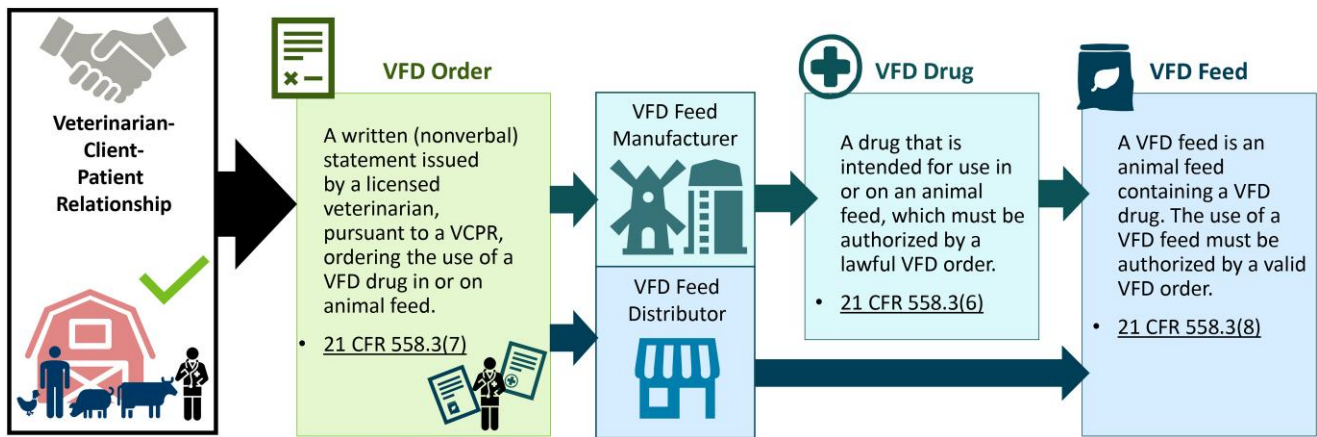 Veterinarian-
Client-
Patient
Relationship
VFD Order
A written (nonverbal)
statement issued
by a licensed
veterinarian,
pursuant to a VCPR,
ordering the use of a
VFD drug in or on
animal feed.
• 21 CFR 558.3(7)
VFD Feed
Manufacturer
VFD Feed
Distributor
VFD Drug
A drug that is
intended for use in
or on an animal
feed, which must be
authorized by a
lawful VFD order.
• 21 CFR 558.3(6)
VFD Feed
A VFD feed is an
animal feed
containing a VFD
drug. The use of a
VFD feed must be
authorized by a valid
VFD order.
• 21 CFR 558.3(8)